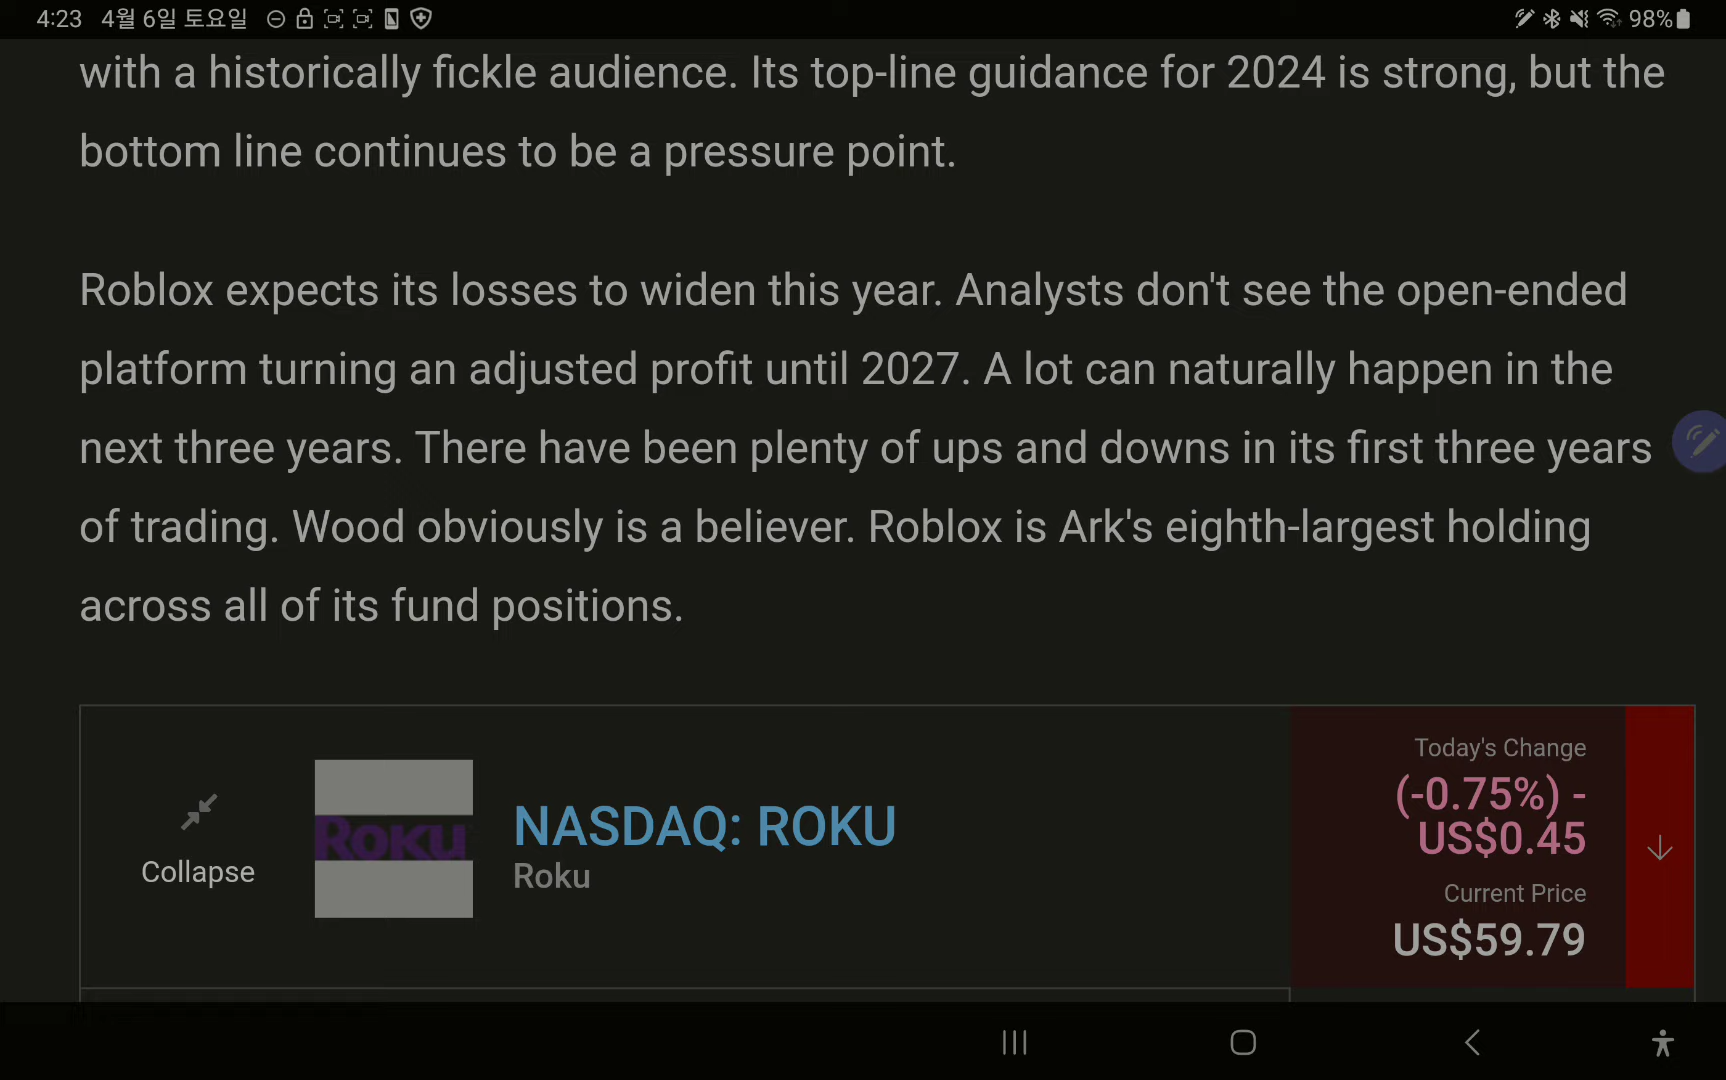 4:23 4월 6일 토요일
98%
with a historically fickle audience. Its top-line guidance for 2024 is strong, but the
bottom line continues to be a pressure point.
Roblox expects its losses to widen this year. Analysts don't see the open-ended
platform turning an adjusted profit until 2027. A lot can naturally happen in the
next three years. There have been plenty of ups and downs in its first three years
of trading. Wood obviously is a believer. Roblox is Ark's eighth-largest holding
across all of its fund positions.
Collapse
ROKU
NASDAQ: ROKU
Roku
Today's Change
(-0.75%) -
US$0.45
Current Price
US$59.79